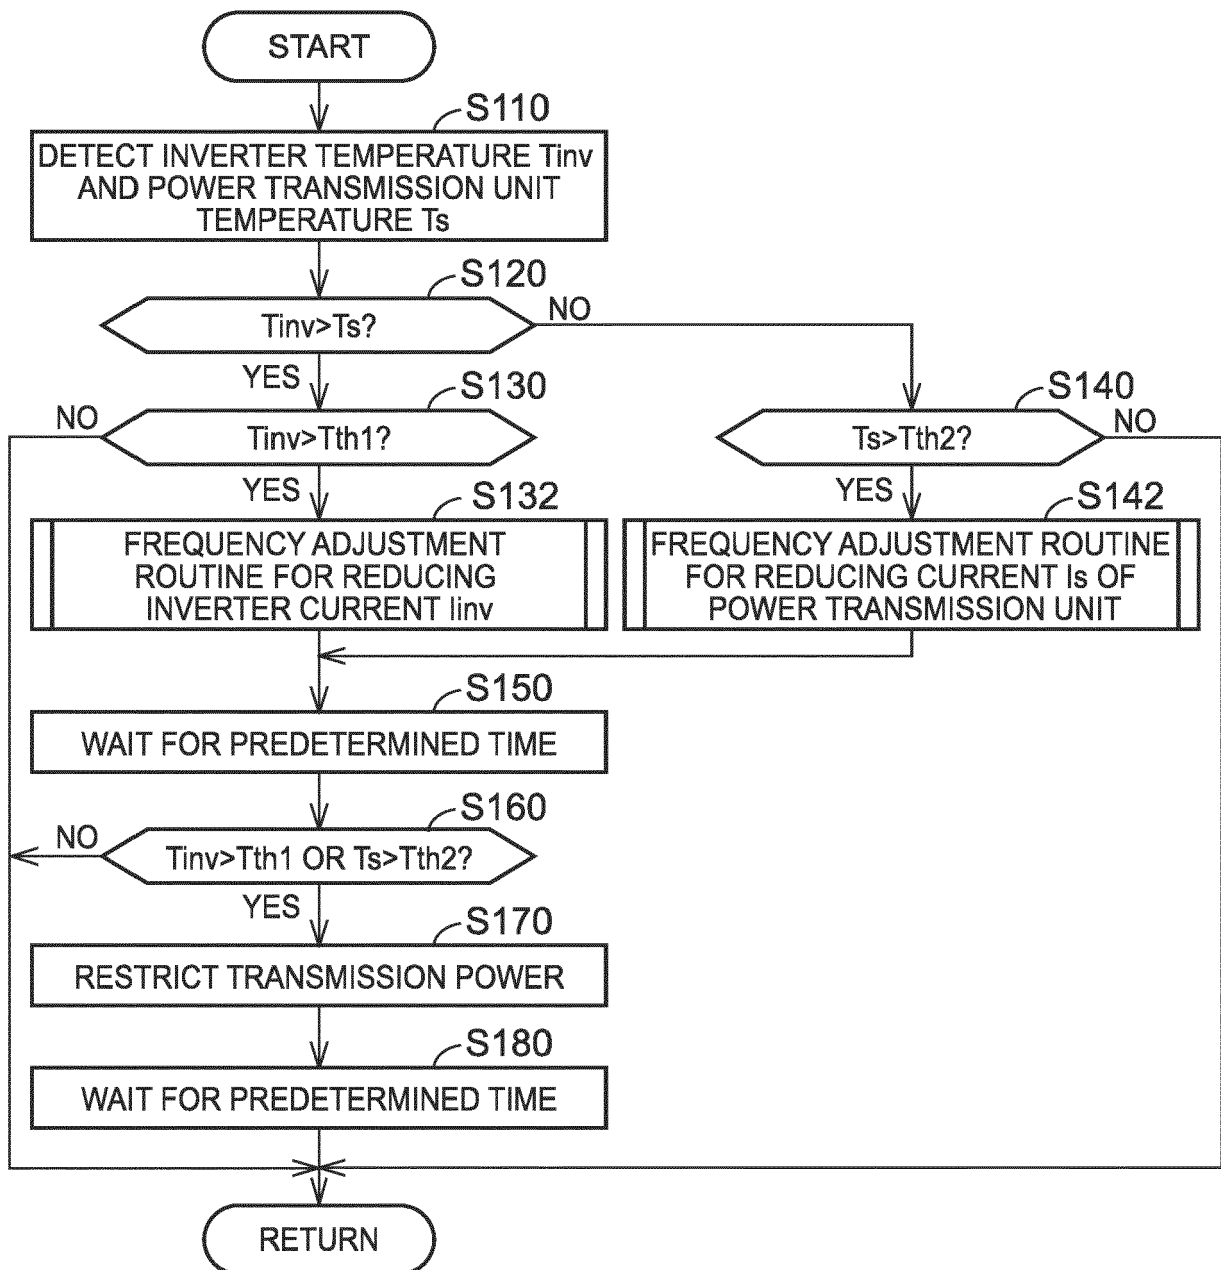 START
S110
DETECT INVERTER TEMPERATURE Tinv
AND POWER TRANSMISSION UNIT
TEMPERATURE Ts
S120
Tinv>Ts?
NO
YES
S130
NO
Tinv>Tth1?
YES
S140
Ts>Tth2?
NO
YES
S132
FREQUENCY ADJUSTMENT
ROUTINE FOR REDUCING
INVERTER CURRENT Iinv
S142
FREQUENCY ADJUSTMENT ROUTINE
FOR REDUCING CURRENT Is OF
POWER TRANSMISSION UNIT
S150
WAIT FOR PREDETERMINED TIME
S160
NO
Tinv>Tth1 OR Ts>Tth2?
YES
S170
RESTRICT TRANSMISSION POWER
S180
WAIT FOR PREDETERMINED TIME
RETURN